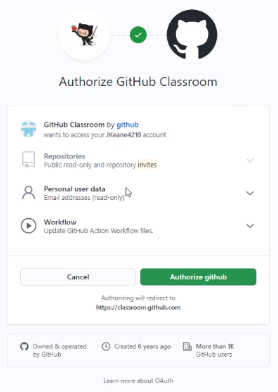 Authorize GitHub Classroom
GitHub Classroom by github
wants to access your JKeane4210 account
Repositories
Public read-only and repository invites
Personal user data
Email addresses (read-only)
Workflow
Update GitHub Action Workflow files.
Cancel
Authorize github
Authorizing will redirect to
https://classroom.github.com
Owned & operated
by GitHub
Created 6 years ago
More than 1K
GitHub users
Learn more about OAuth